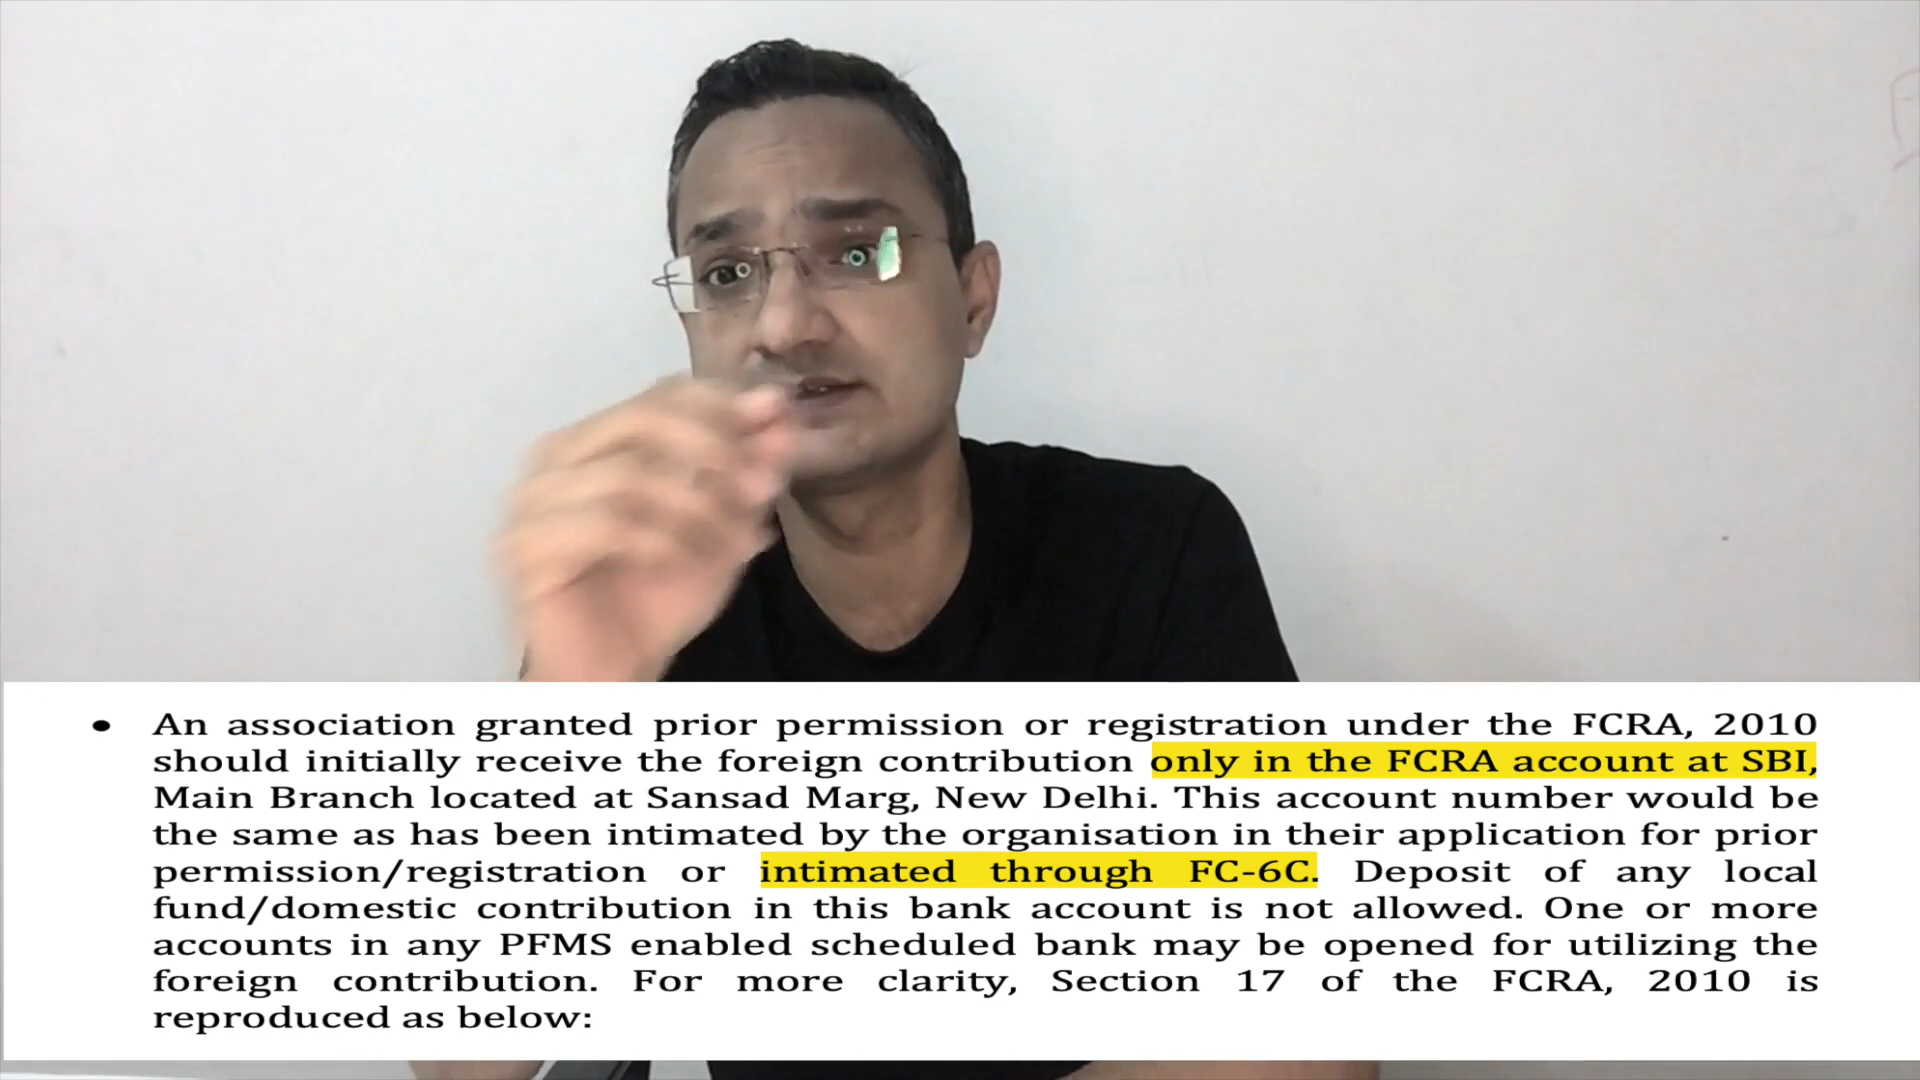 • An association granted prior permission or registration under the FCRA, 2010
should initially receive the foreign contribution only in the FCRA account at SBI,
Main Branch located at Sansad Marg, New Delhi. This account number would be
the same as has been intimated by the organisation in their application for prior
permission/registration or intimated through FC-6C. Deposit of any local
fund/domestic contribution in this bank account is not allowed. One or more
accounts in any PFMS enabled scheduled bank may be opened for utilizing the
foreign contribution. For more clarity, Section 17 of the FCRA, 2010 is
reproduced as below: